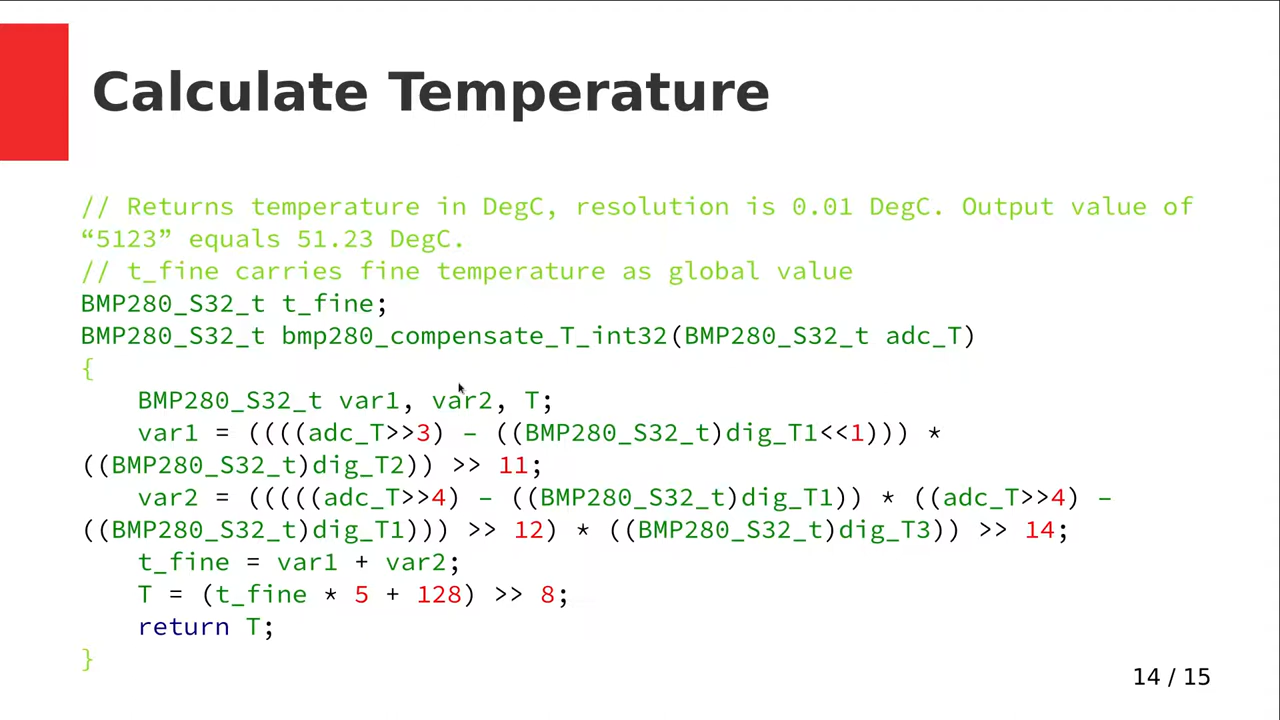 Calculate Temperature
// Returns temperature in DegC, resolution is 0.01 DegC. Output value of
“5123” equals 51.23 DegC.
// t_fine carries fine temperature as global value
BMP280_S32_t t_fine;
BMP280_S32_t bmp280_compensate_T_int32(BMP280_S32_t adc_T)
{
    BMP280_S32_t var1, var2, T;
    var1 = ((((adc_T>>3) – ((BMP280_S32_t)dig_T1<<1))) *
((BMP280_S32_t)dig_T2)) >> 11;
    var2 = (((((adc_T>>4) – ((BMP280_S32_t)dig_T1)) * ((adc_T>>4) –
((BMP280_S32_t)dig_T1))) >> 12) * ((BMP280_S32_t)dig_T3)) >> 14;
    t_fine = var1 + var2;
    T = (t_fine * 5 + 128) >> 8;
    return T;
}
14 / 15